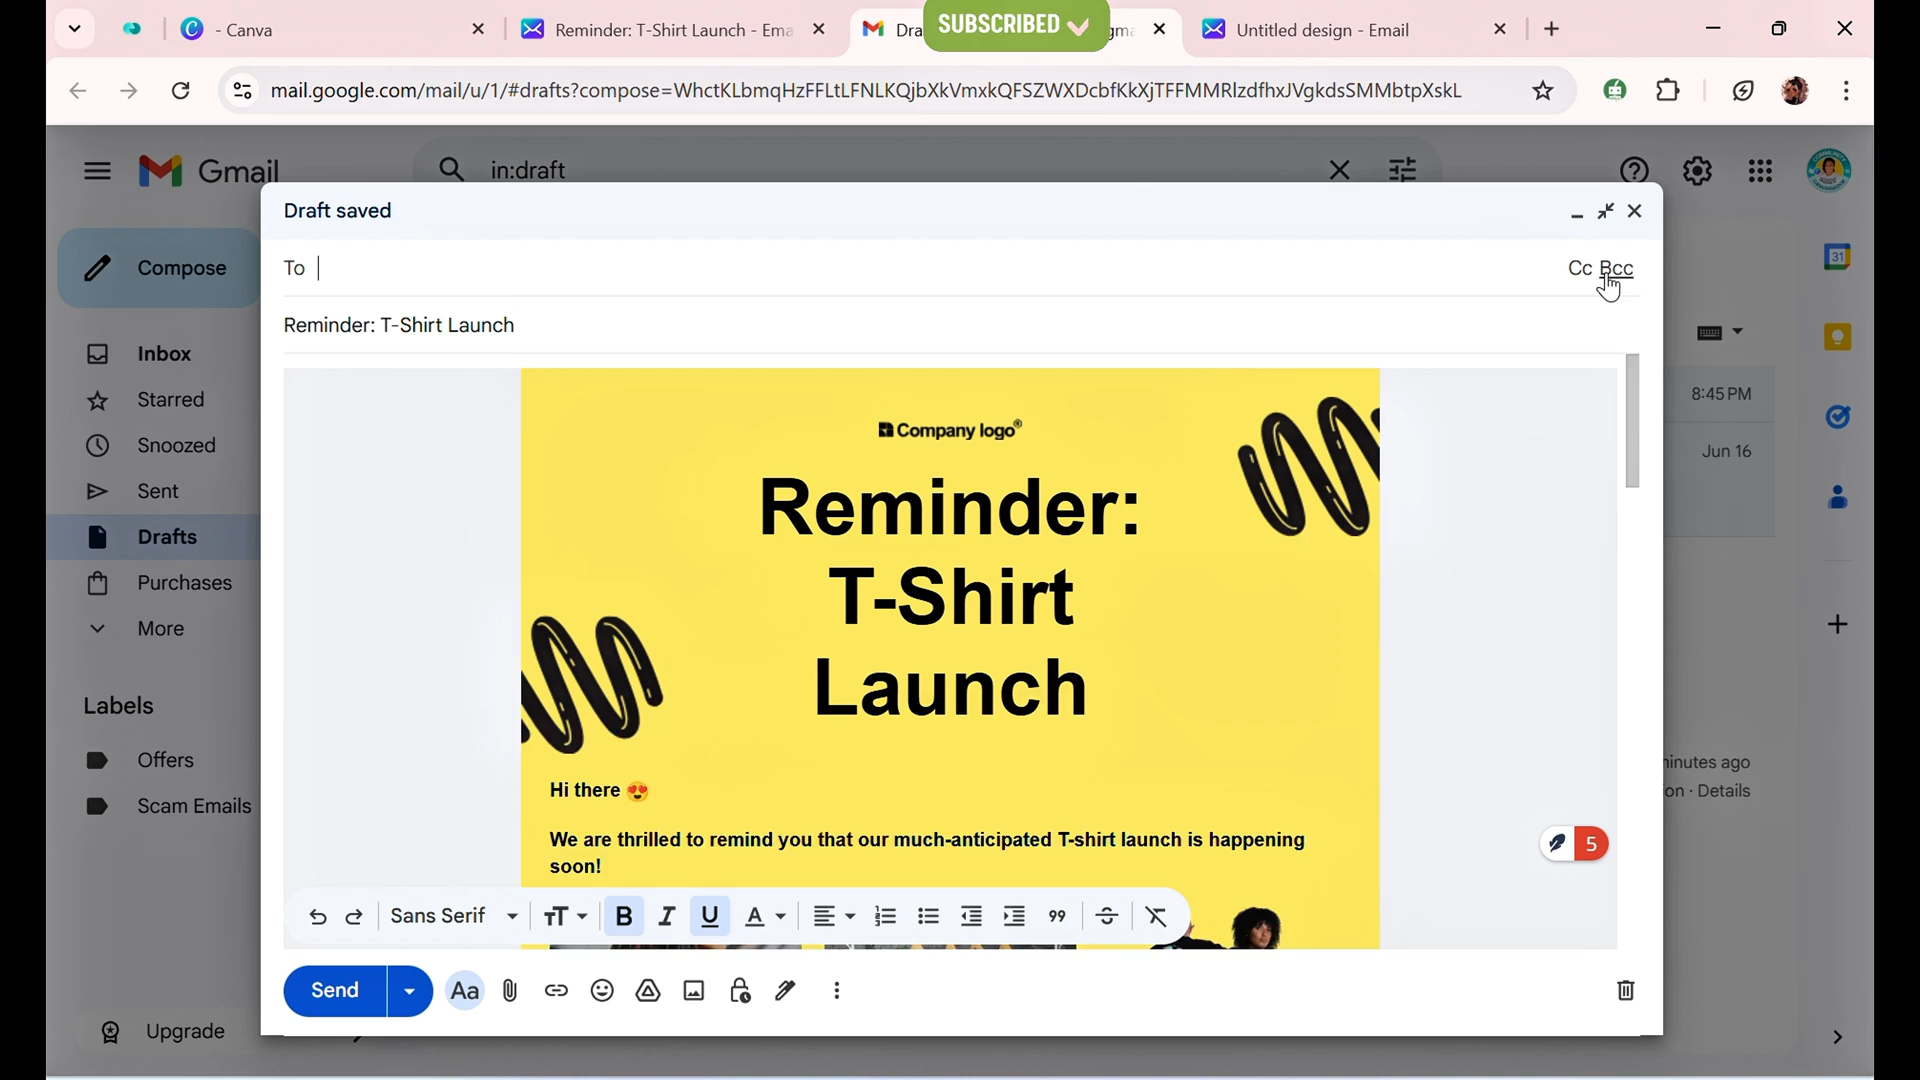 - Canva
Reminder: T-Shirt Launch - Ema
Dra
SUBSCRIBED
Untitled design - Email
mail.google.com/mail/u/1/#drafts?compose=WhctKLbmqHzFFLtLFNLKQjbXkVmxkQFSZWXDcbfKkXjTFFMMRlzdfhxJVgkdsSMMbtpXskL
Gmail
in:draft
Draft saved
Compose
To
Cc Bcc
31
Reminder: T-Shirt Launch
Inbox
Starred
8:45 PM
Snoozed
Jun 16
Sent
Drafts
Purchases
More
Company logo®
Reminder:
T-Shirt
Launch
Labels
Offers
Scam Emails
inutes ago
on · Details
Hi there 😍
We are thrilled to remind you that our much-anticipated T-shirt launch is happening
soon!
5
Sans Serif
B I U A
Send
Aa
Upgrade